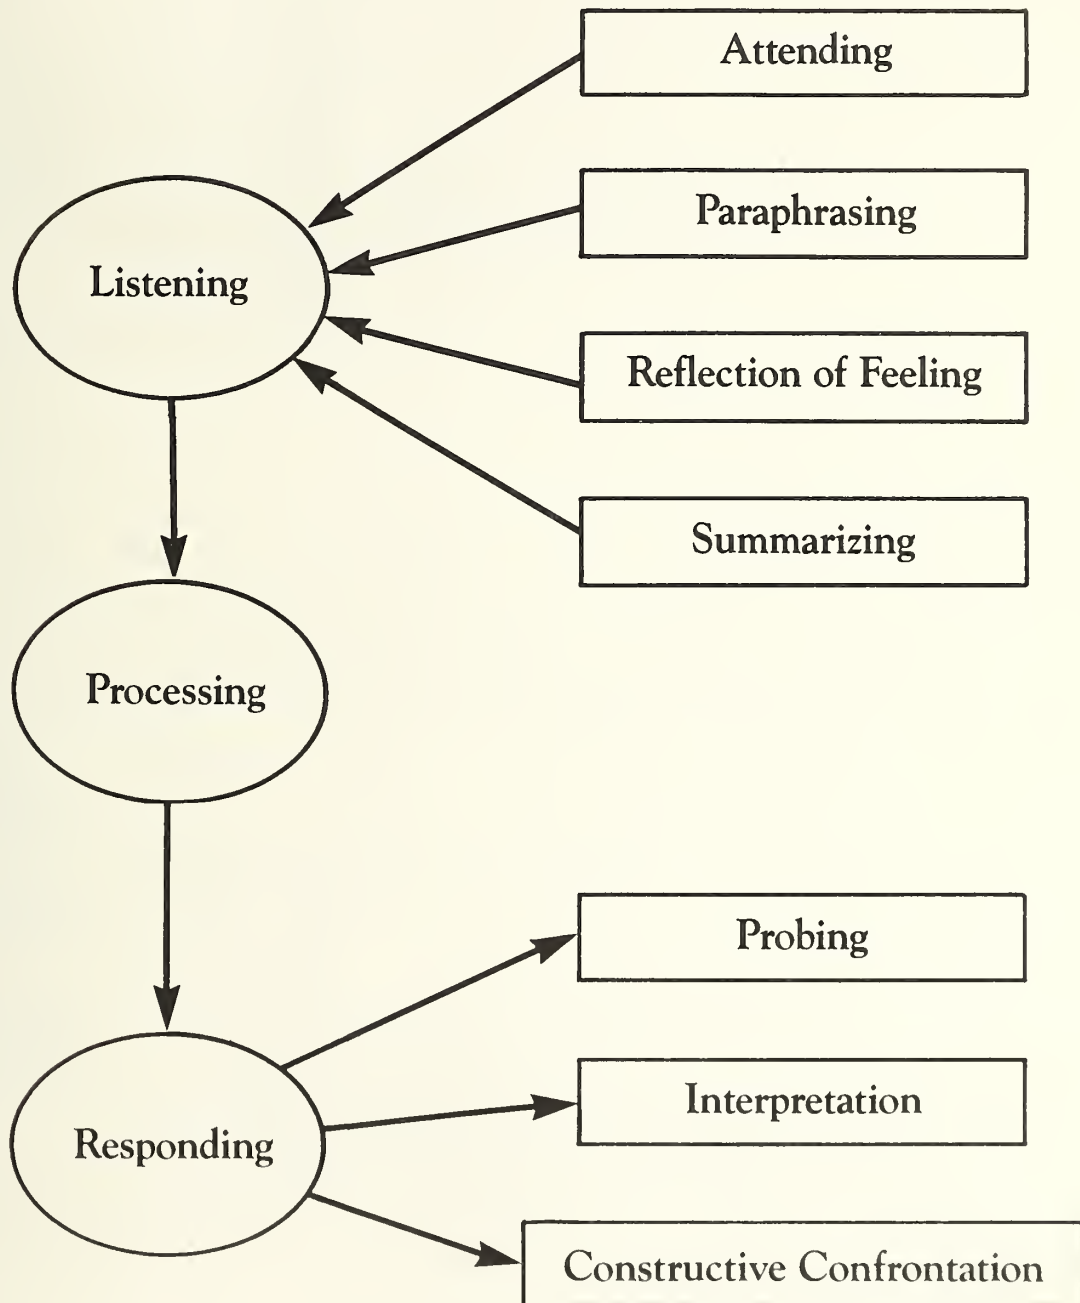 Attending
Paraphrasing
Listening
Reflection of Feeling
Summarizing
Processing
Probing
Interpretation
Responding
Constructive Confrontation